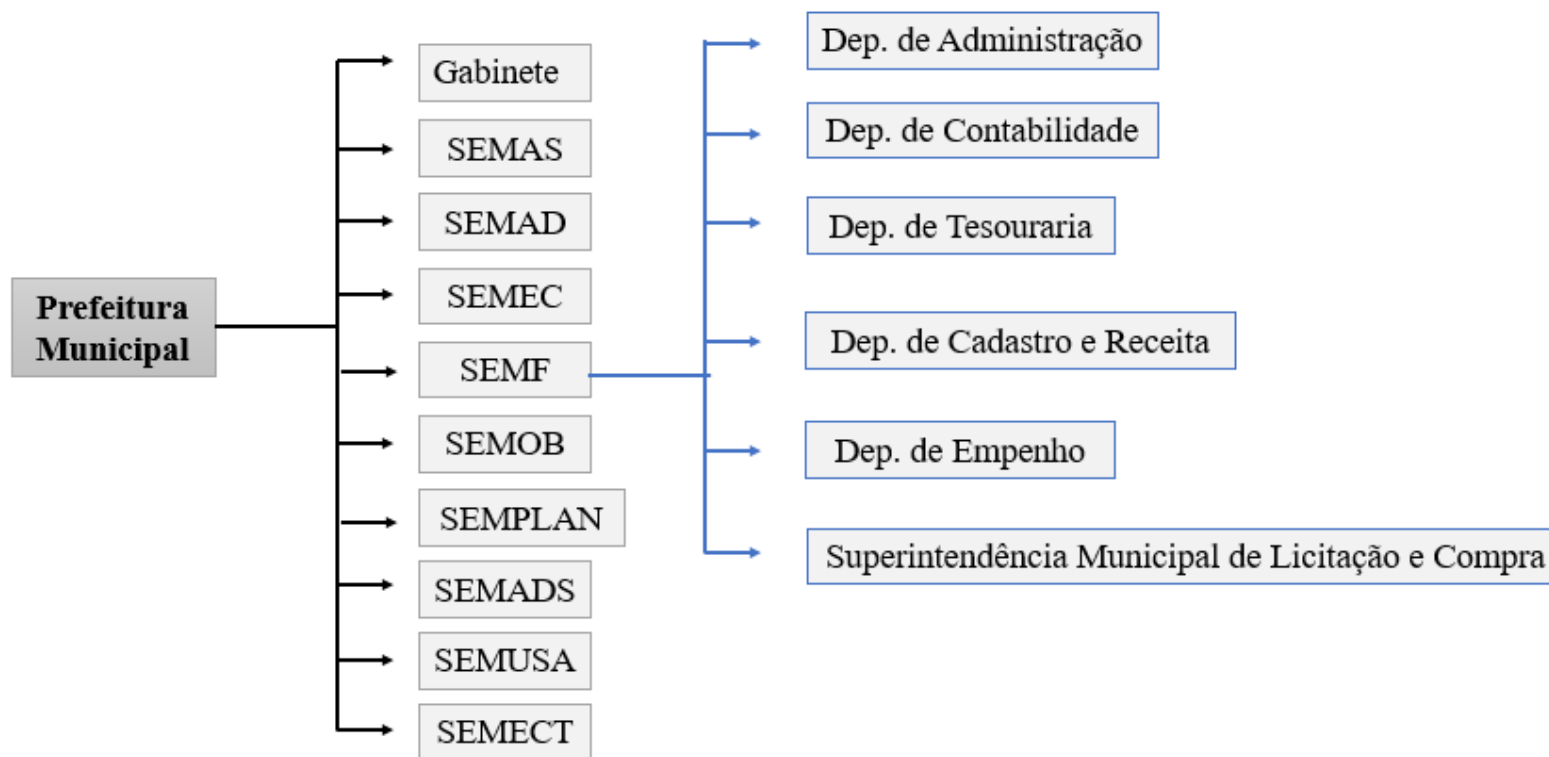 Prefeitura
Municipal
Gabinete
SEMAS
SEMAD
SEMEC
SEMF
SEMOB
SEMPLAN
SEMADS
SEMUSA
SEMECT
Dep. de Administração
Dep. de Contabilidade
Dep. de Tesouraria
Dep. de Cadastro e Receita
Dep. de Empenho
Superintendência Municipal de Licitação e Compra